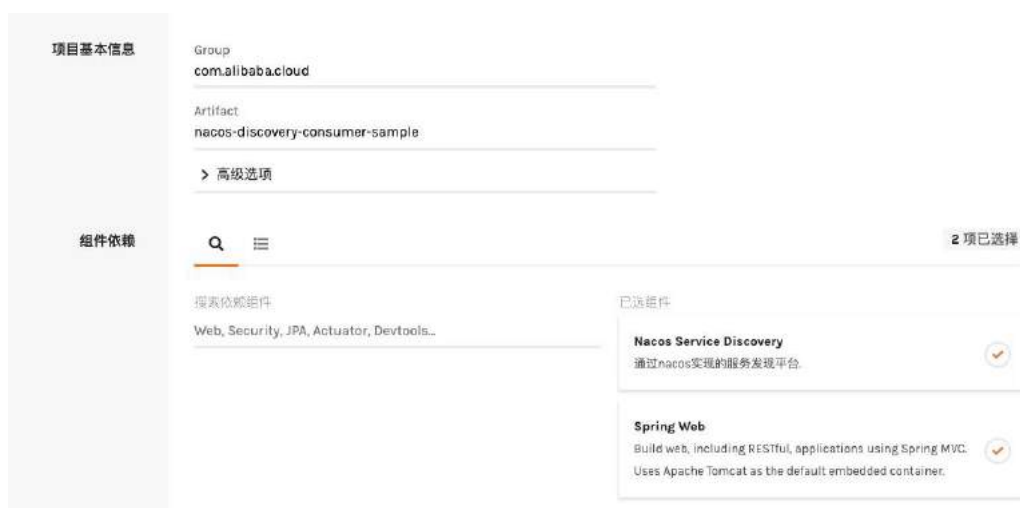 项目基本信息
Group
com.alibaba.cloud
Artifact
nacos-discovery-consumer-sample
高级选项
组件依赖
2 项已选择
搜索依赖组件
已选组件
Web, Security, JPA, Actuator, Devtools...
Nacos Service Discovery
通过nacos实现的服务发现平台.
Spring Web
Build web, including RESTful, applications using Spring MVC.
Uses Apache Tomcat as the default embedded container.